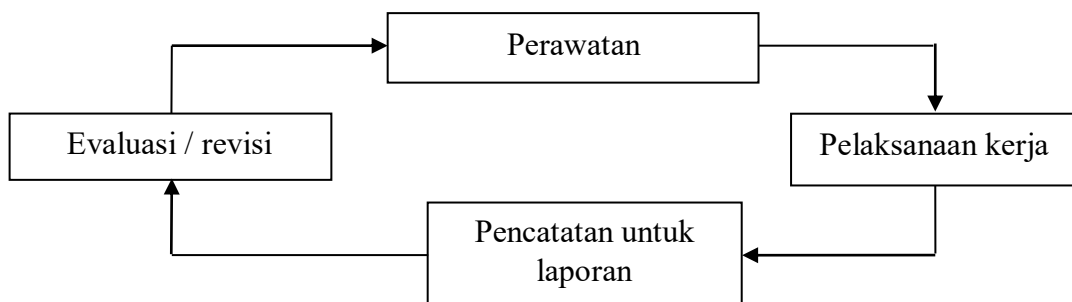 Perawatan
Evaluasi / revisi
Pelaksanaan kerja
Pencatatan untuk
laporan